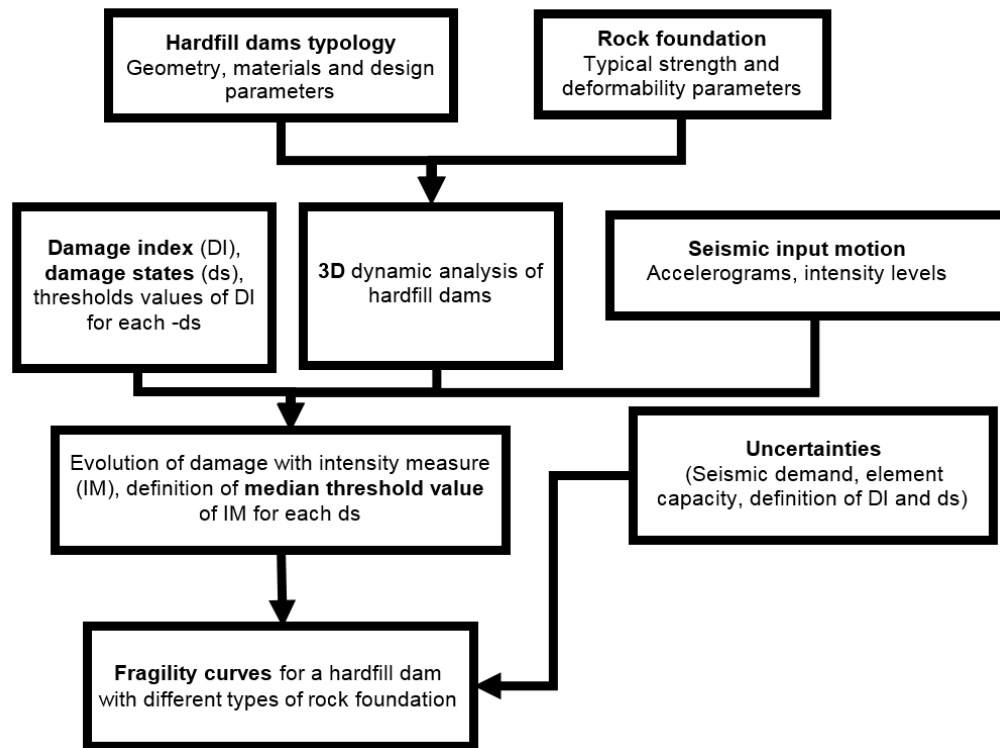 Hardfill dams typology
Geometry, materials and design
parameters
Rock foundation
Typical strength and
deformability parameters
Damage index (DI),
damage states (ds),
thresholds values of DI
for each -ds
3D dynamic analysis of
hardfill dams
Seismic input motion
Accelerograms, intensity levels
Evolution of damage with intensity measure
(IM), definition of median threshold value
of IM for each ds
Uncertainties
(Seismic demand, element
capacity, definition of DI and ds)
Fragility curves for a hardfill dam
with different types of rock foundation